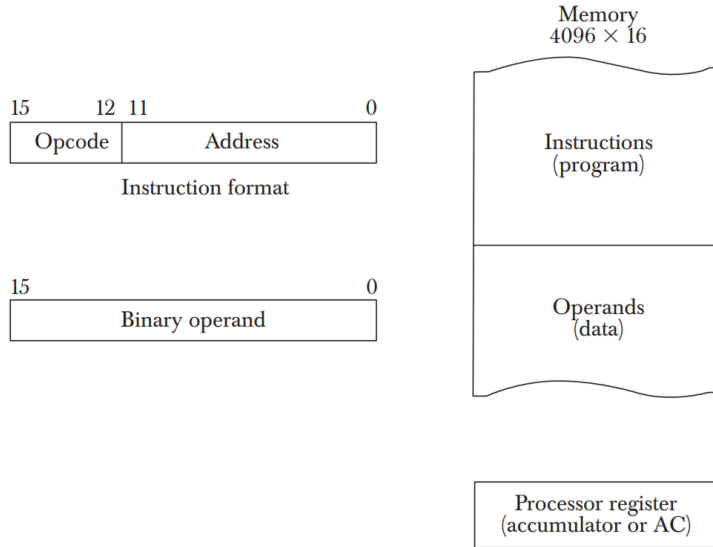 15 12 11 0
Opcode Address
Instruction format
15 0
Binary operand
Memory
4096 × 16
Instructions
(program)
Operands
(data)
Processor register
(accumulator or AC)